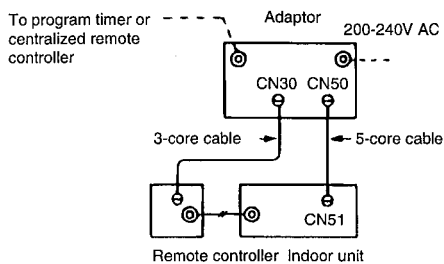 To program timer or
centralized remote
controller
Adaptor
200-240V AC
CN30 CN50
3-core cable
5-core cable
CN51
Remote controller Indoor unit